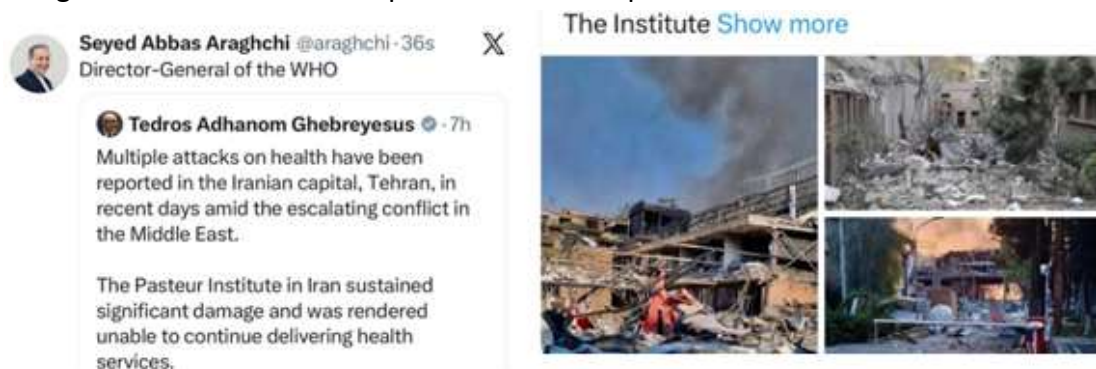 Seyed Abbas Araghchi @araghchi · 36s
Director-General of the WHO
Tedros Adhanom Ghebreyesus · 7h
Multiple attacks on health have been
reported in the Iranian capital, Tehran, in
recent days amid the escalating conflict in
the Middle East.
The Pasteur Institute in Iran sustained
significant damage and was rendered
unable to continue delivering health
services.
The Institute Show more